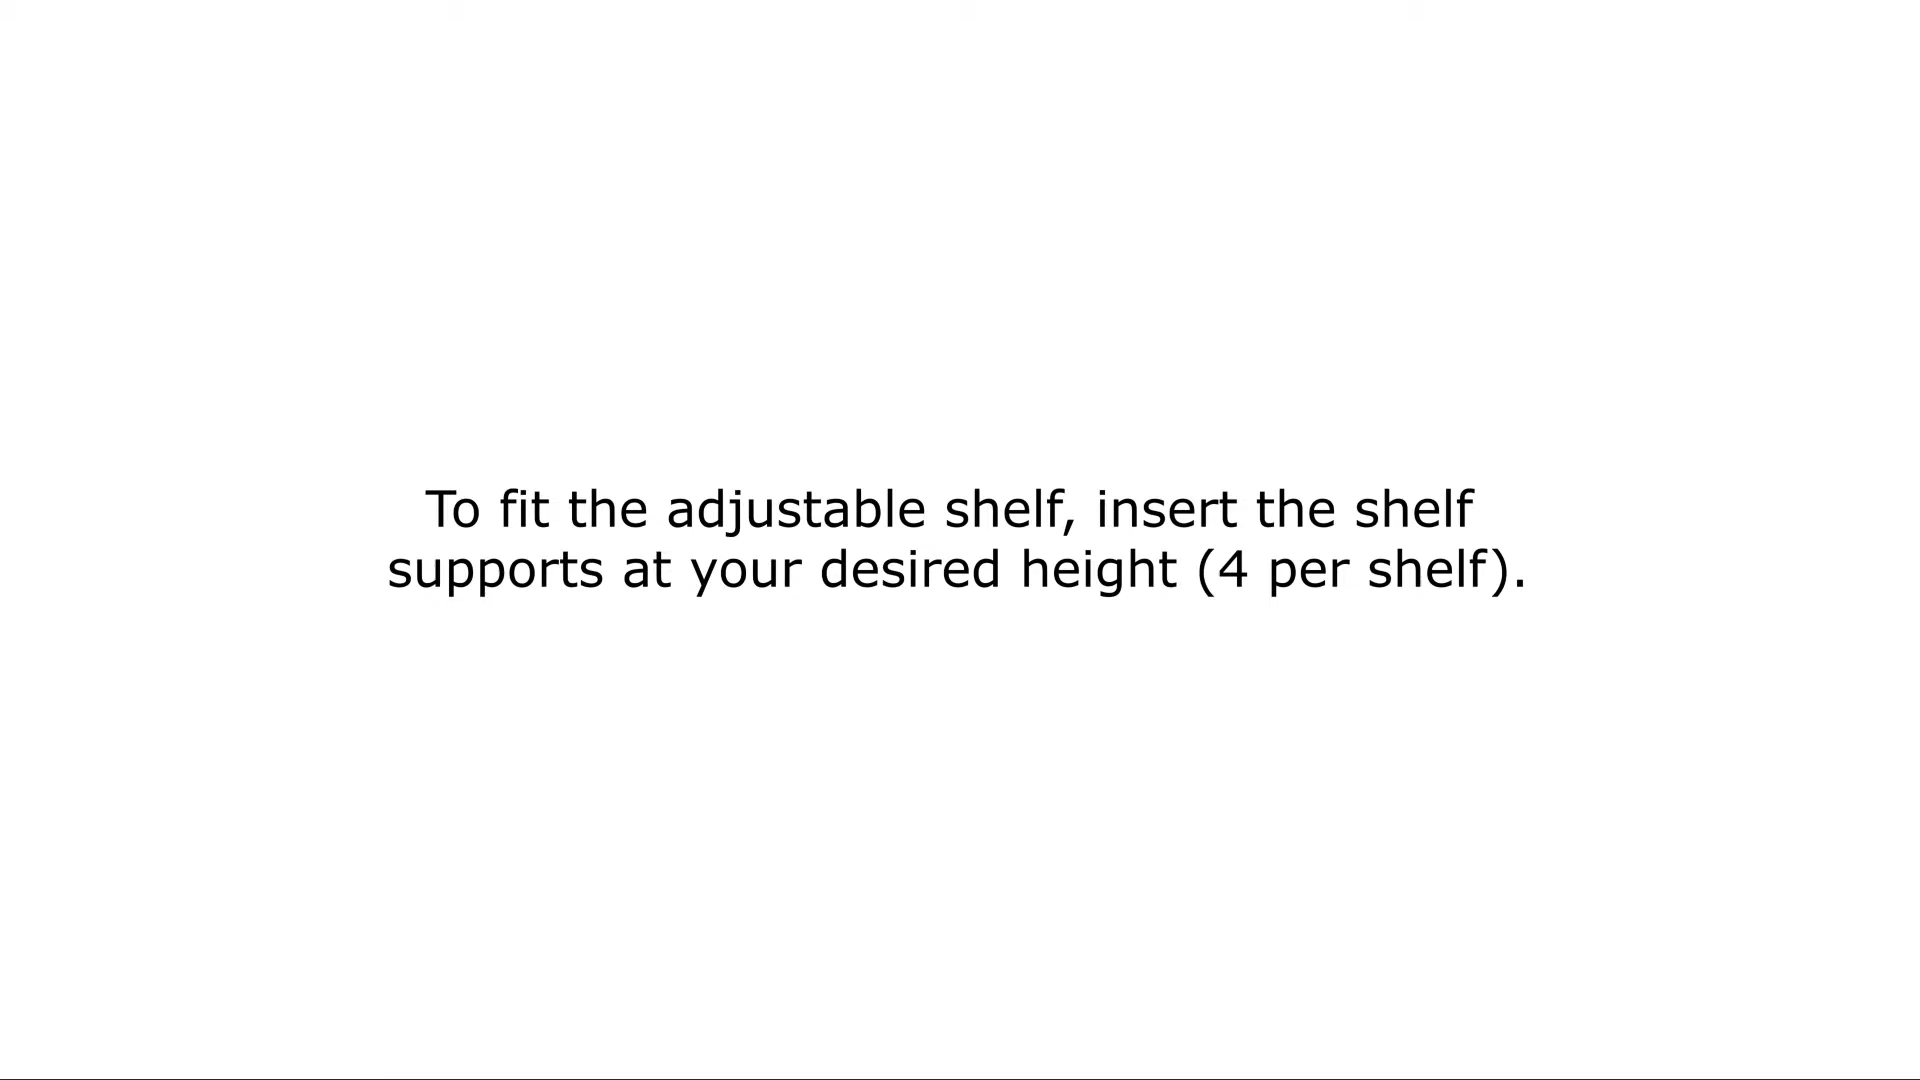 To fit the adjustable shelf, insert the shelf
supports at your desired height (4 per shelf).